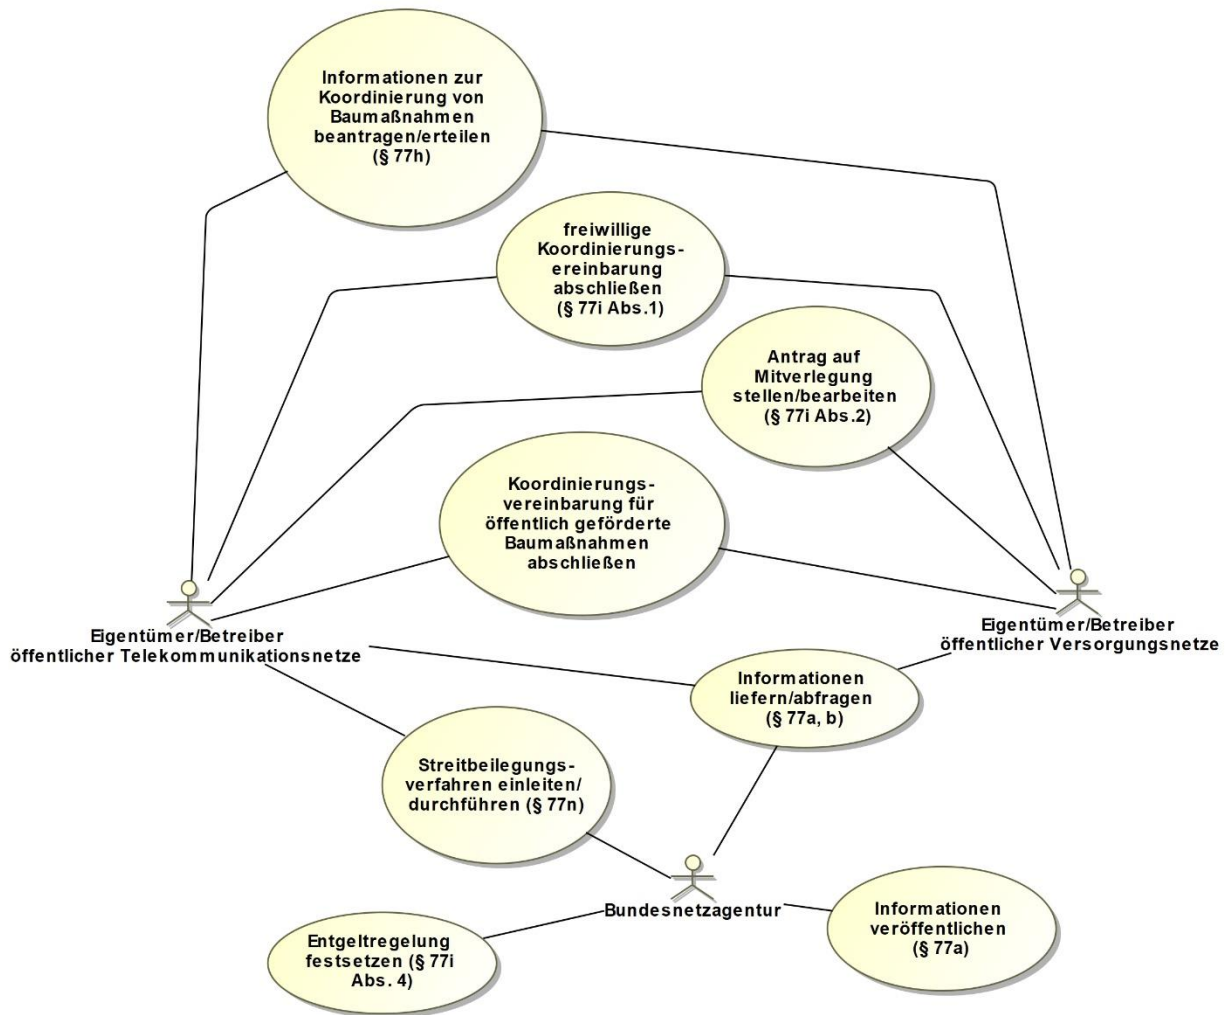 Informationen zur
Koordinierung von
Baumaßnahmen
beantragen/erteilen
(§ 77h)
freiwillige
Koordinierungs-
ereinbarung
abschließen
(§ 77i Abs.1)
Antrag auf
Mitverlegung
stellen/bearbeiten
(§ 77i Abs.2)
Koordinierungs-
vereinbarung für
öffentlich geförderte
Baumaßnahmen
abschließen
Eigentümer/Betreiber
öffentlicher Telekommunikationsnetze
Eigentümer/Betreiber
öffentlicher Versorgungsnetze
Informationen
liefern/abfragen
(§ 77a, b)
Streitbeilegungs-
verfahren einleiten/
durchführen (§ 77n)
Bundesnetzagentur
Informationen
veröffentlichen
(§ 77a)
Entgeltregelung
festsetzen (§ 77i
Abs. 4)